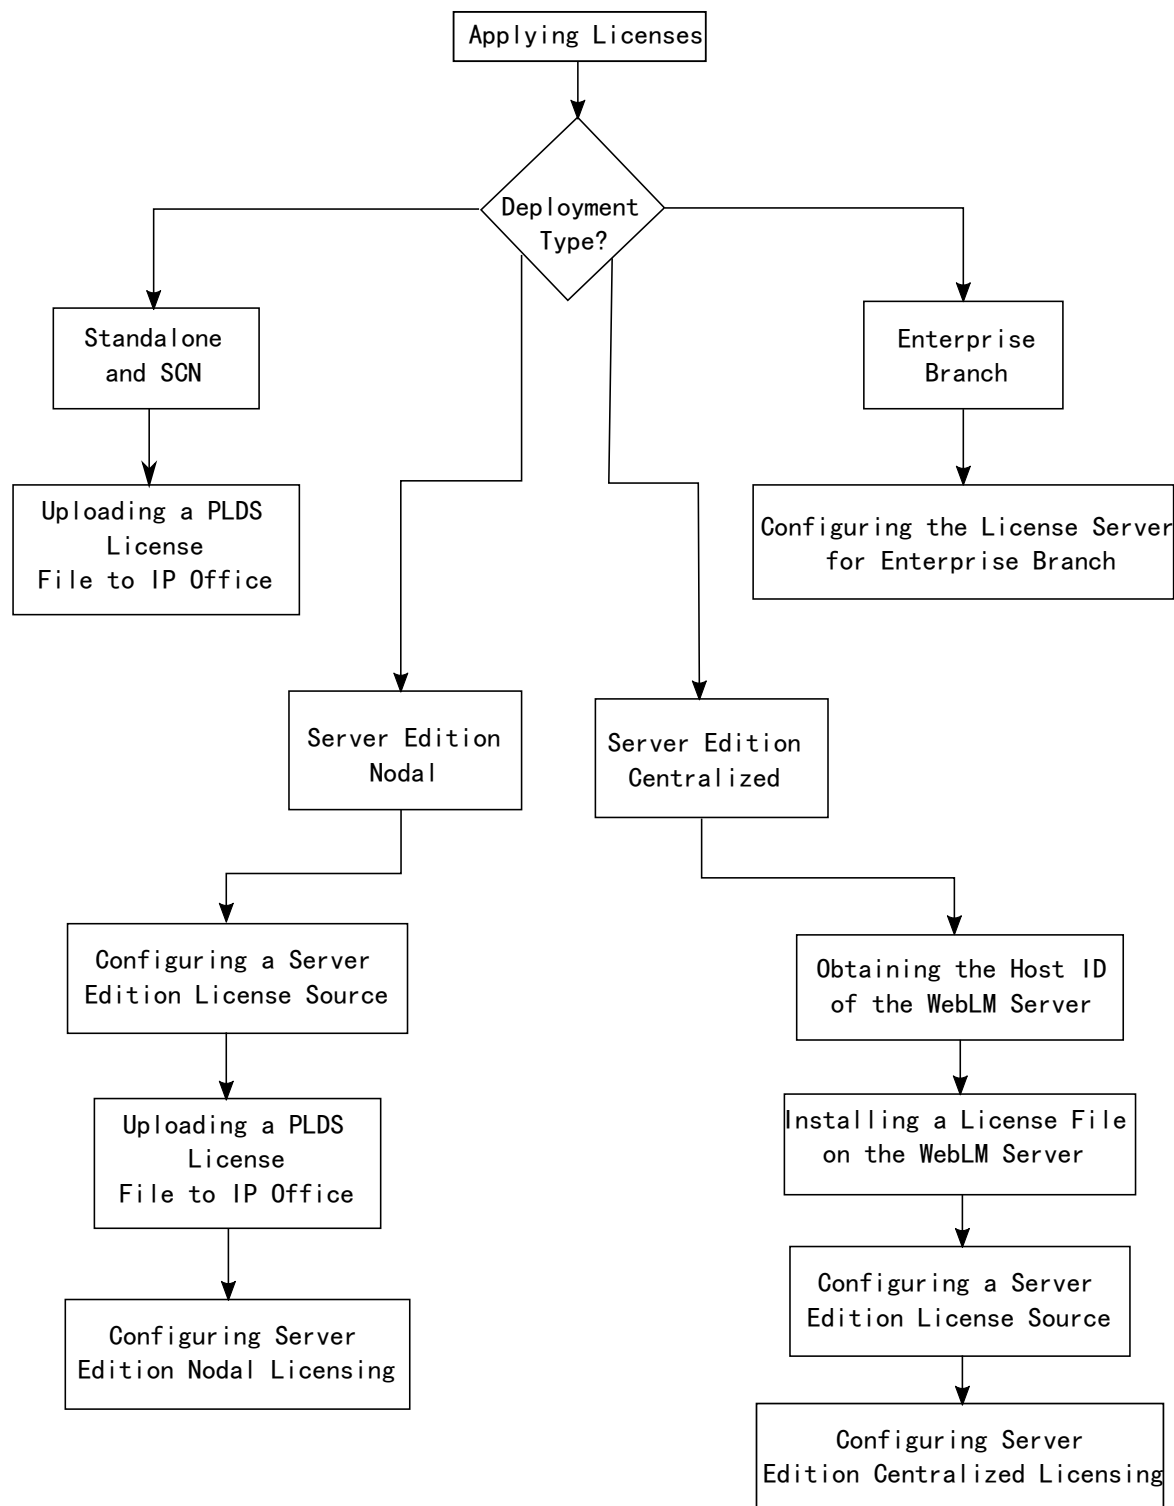 Applying Licenses
Deployment
Type?
Standalone
and SCN
Enterprise
Branch
Uploading a PLDS
License
File to IP Office
Configuring the License Server
for Enterprise Branch
Server Edition
Nodal
Server Edition
Centralized
Configuring a Server
Edition License Source
Obtaining the Host ID
of the WebLM Server
Uploading a PLDS
License
File to IP Office
Installing a License File
on the WebLM Server
Configuring a Server
Edition License Source
Configuring Server
Edition Nodal Licensing
Configuring Server
Edition Centralized Licensing